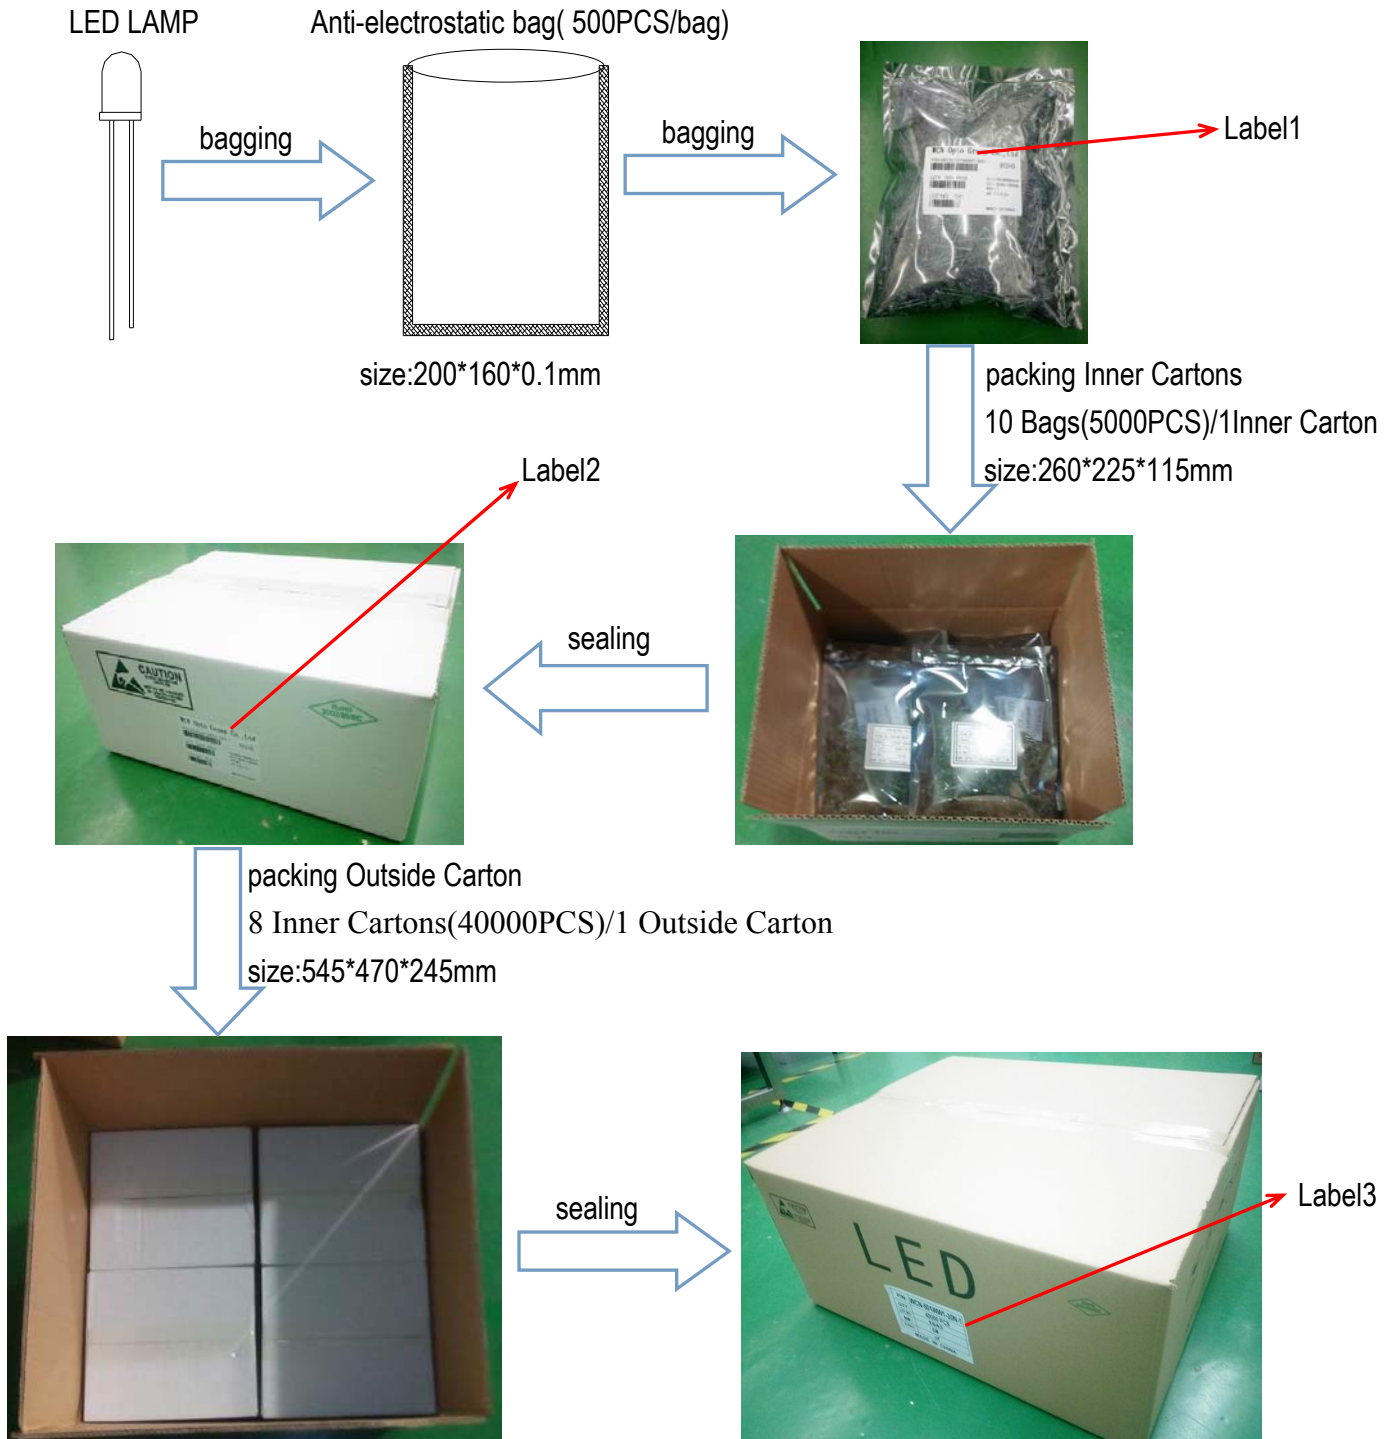 LED LAMP
Anti-electrostatic bag( 500PCS/bag)
bagging
bagging
Label1
size:200*160*0.1mm
packing Inner Cartons
10 Bags(5000PCS)/1Inner Carton
size:260*225*115mm
Label2
sealing
CAUTION
packing Outside Carton
8 Inner Cartons(40000PCS)/1 Outside Carton
size:545*470*245mm
sealing
Label3
LED